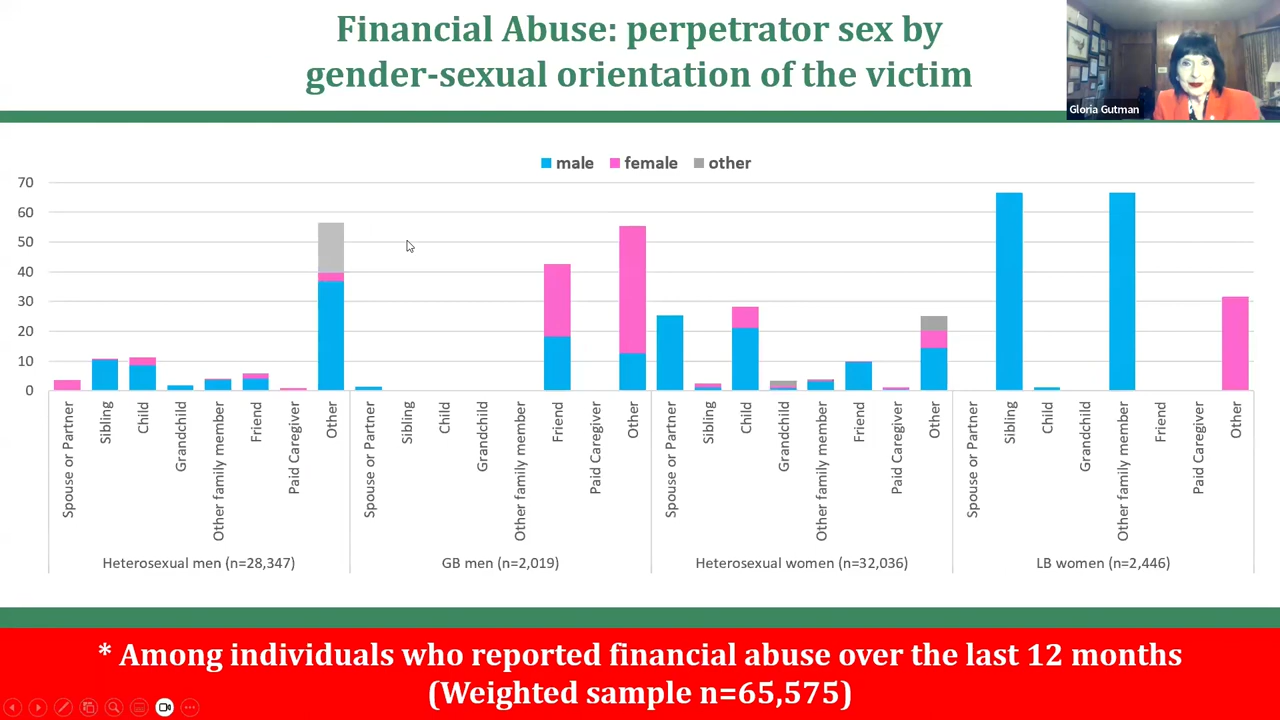 Financial Abuse: perpetrator sex by
gender-sexual orientation of the victim
Gloria Gutman
male female other
70
60
50
40
30
20
10
0
Spouse or Partner
Sibling
Child
Grandchild
Other family member
Friend
Paid Caregiver
Other
Spouse or Partner
Sibling
Child
Grandchild
Other family member
Friend
Paid Caregiver
Other
Spouse or Partner
Sibling
Child
Grandchild
Other family member
Friend
Paid Caregiver
Other
Spouse or Partner
Sibling
Child
Grandchild
Other family member
Friend
Paid Caregiver
Other
Heterosexual men (n=28,347)
GB men (n=2,019)
Heterosexual women (n=32,036)
LB women (n=2,446)
* Among individuals who reported financial abuse over the last 12 months
(Weighted sample n=65,575)